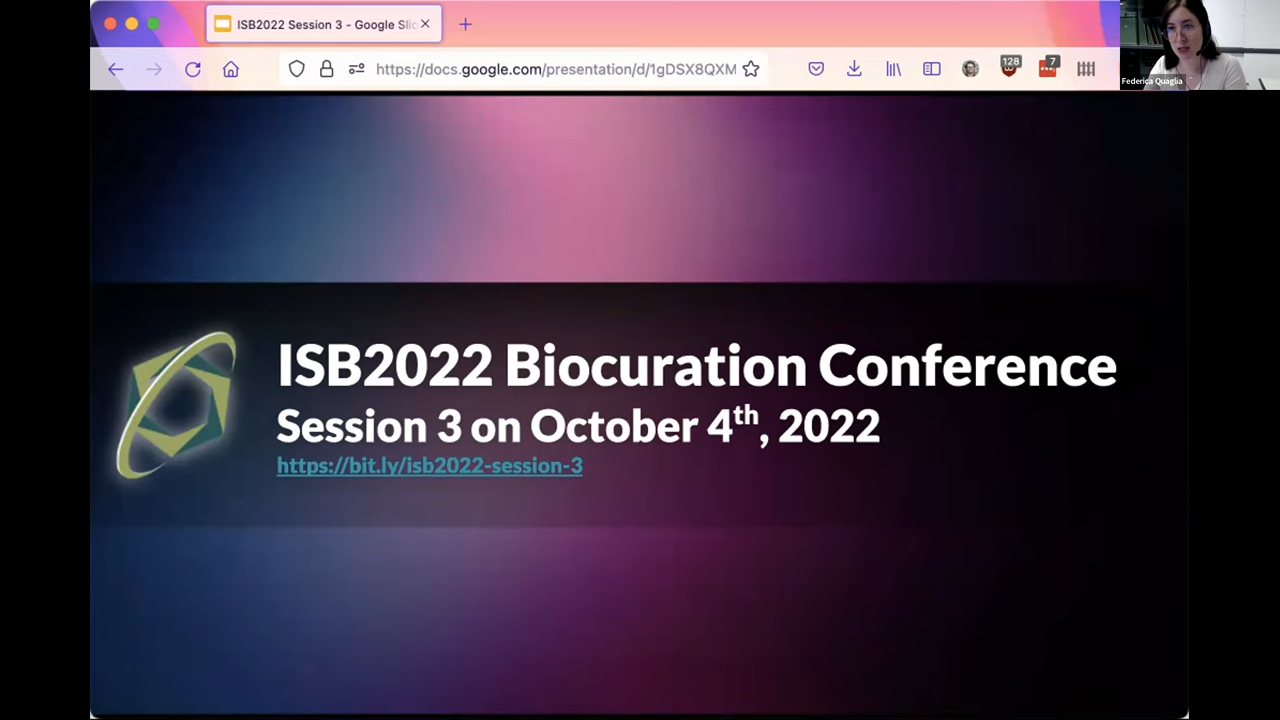 ISB2022 Session 3 - Google Slic
https://docs.google.com/presentation/d/1gDSX8QXM
128
7
Federica Quaglia
ISB2022 Biocuration Conference
Session 3 on October 4th, 2022
https://bit.ly/isb2022-session-3